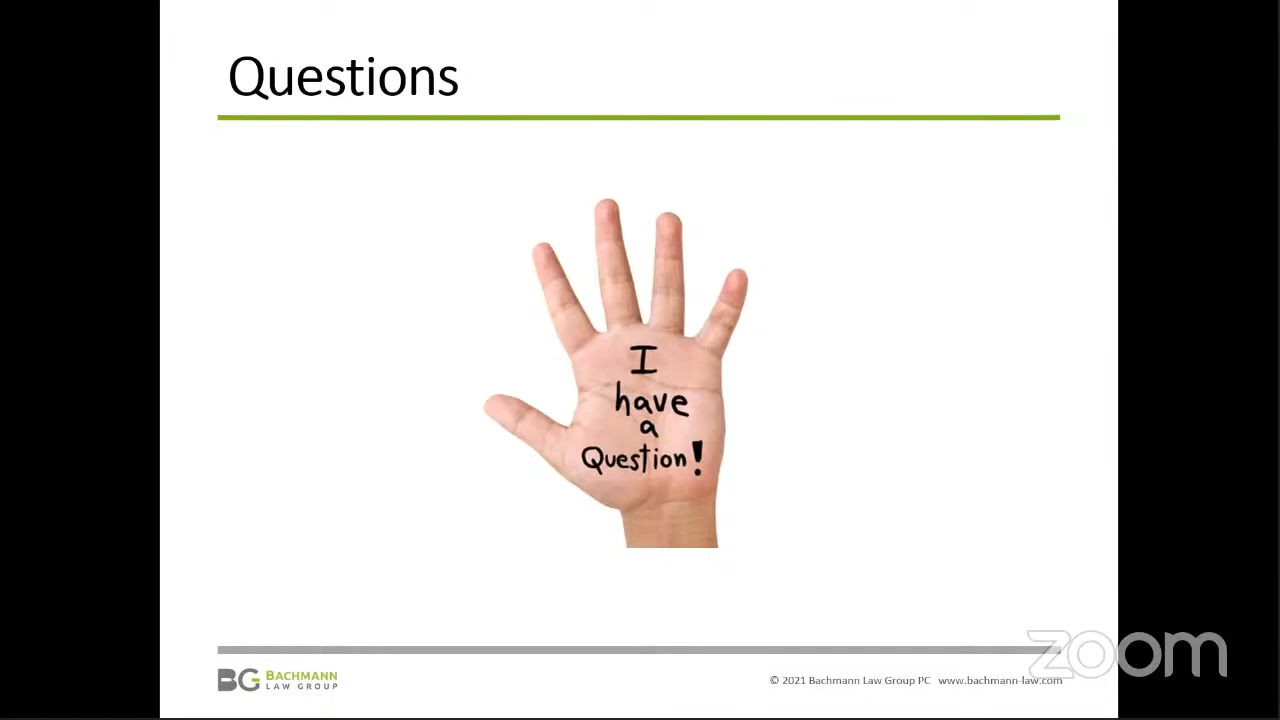 Questions
I
have
a
Question!
zoom
BG BACHMANN
LAW GROUP
© 2021 Bachmann Law Group PC www.bachmann-law.com